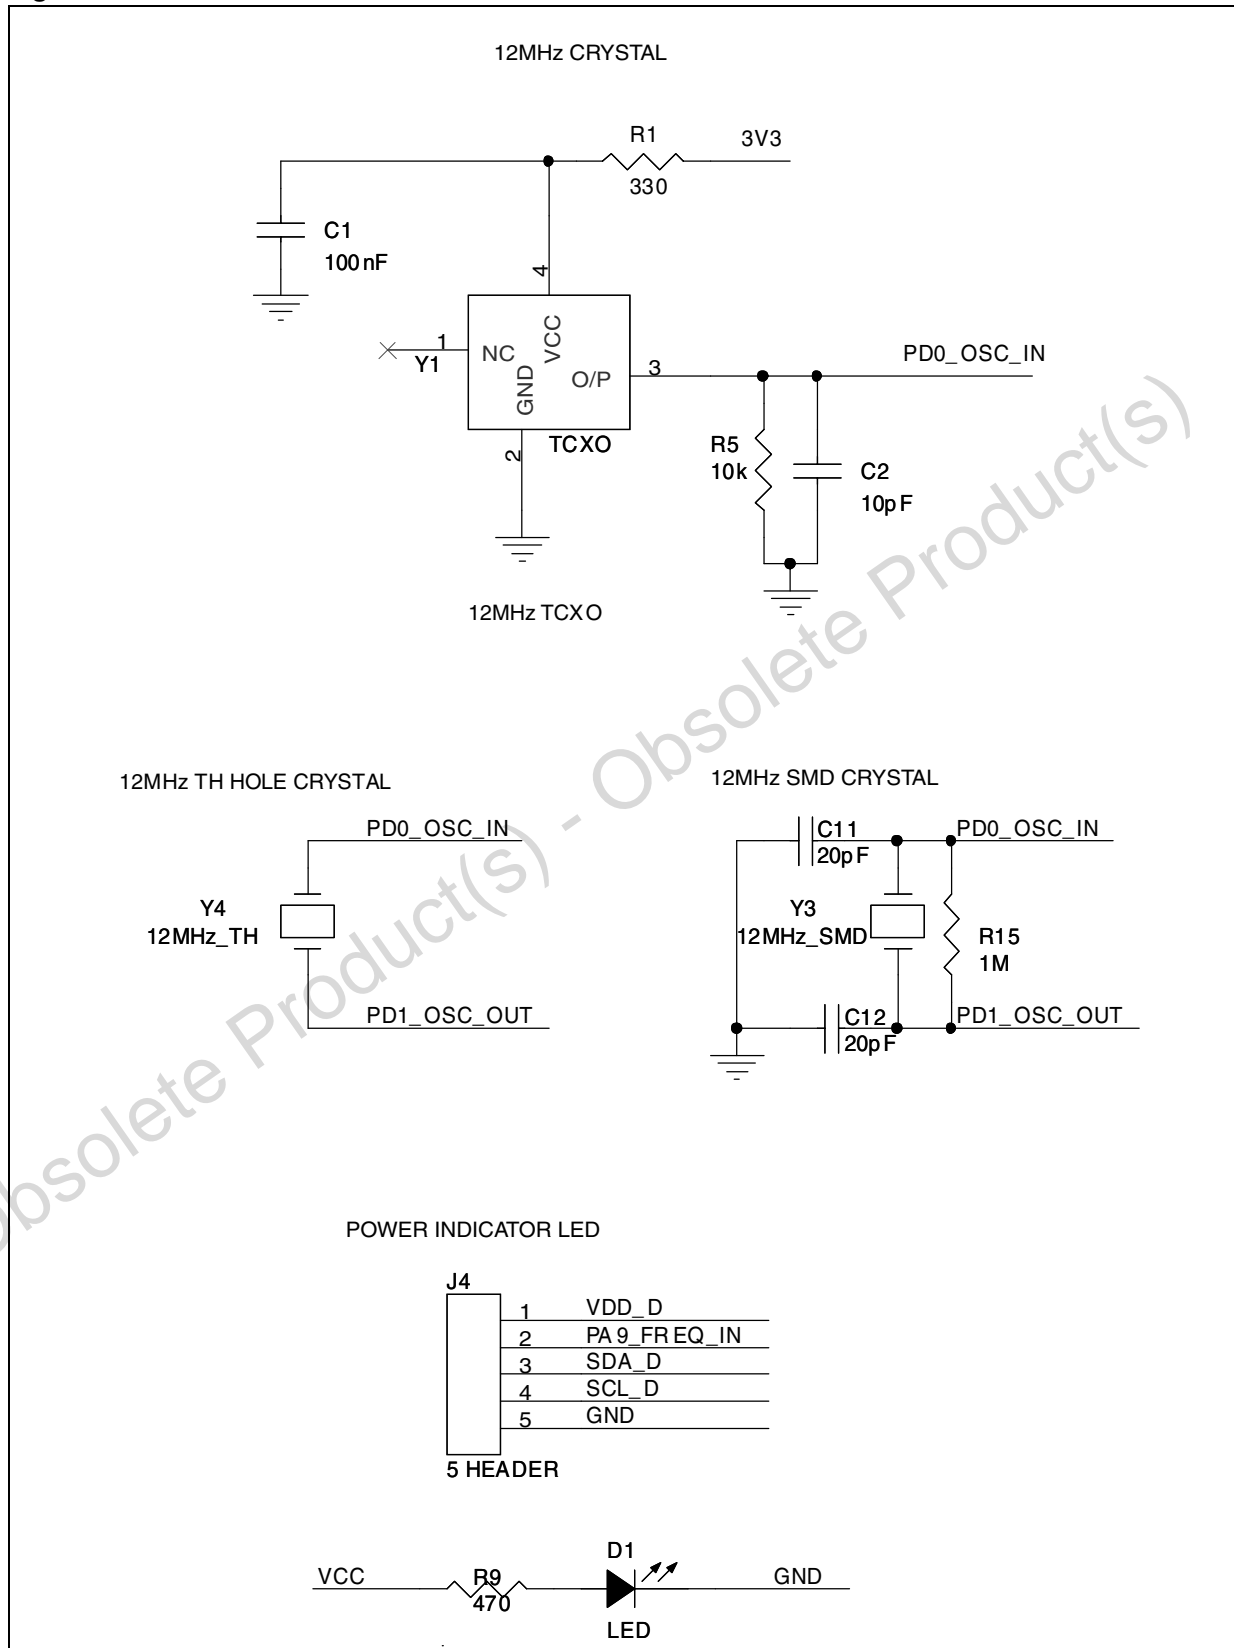 12MHz CRYSTAL
R1
3V3
330
C1
100nF
4
1
NC
VCC
Y1
GND
O/P
3
PD0_OSC_IN
TCXO
2
R5
10k
C2
10pF
12MHz TCXO
12MHz TH HOLE CRYSTAL
PD0_OSC_IN
Y4
12MHz_TH
PD1_OSC_OUT
12MHz SMD CRYSTAL
C11
20pF
PD0_OSC_IN
Y3
12MHz_SMD
R15
1M
C12
20pF
PD1_OSC_OUT
POWER INDICATOR LED
J4
1 VDD_D
2 PA9_FREQ_IN
3 SDA_D
4 SCL_D
5 GND
5 HEADER
D1
VCC
R9
470
GND
LED
Obsolete Product(s) - Obsolete Product(s)